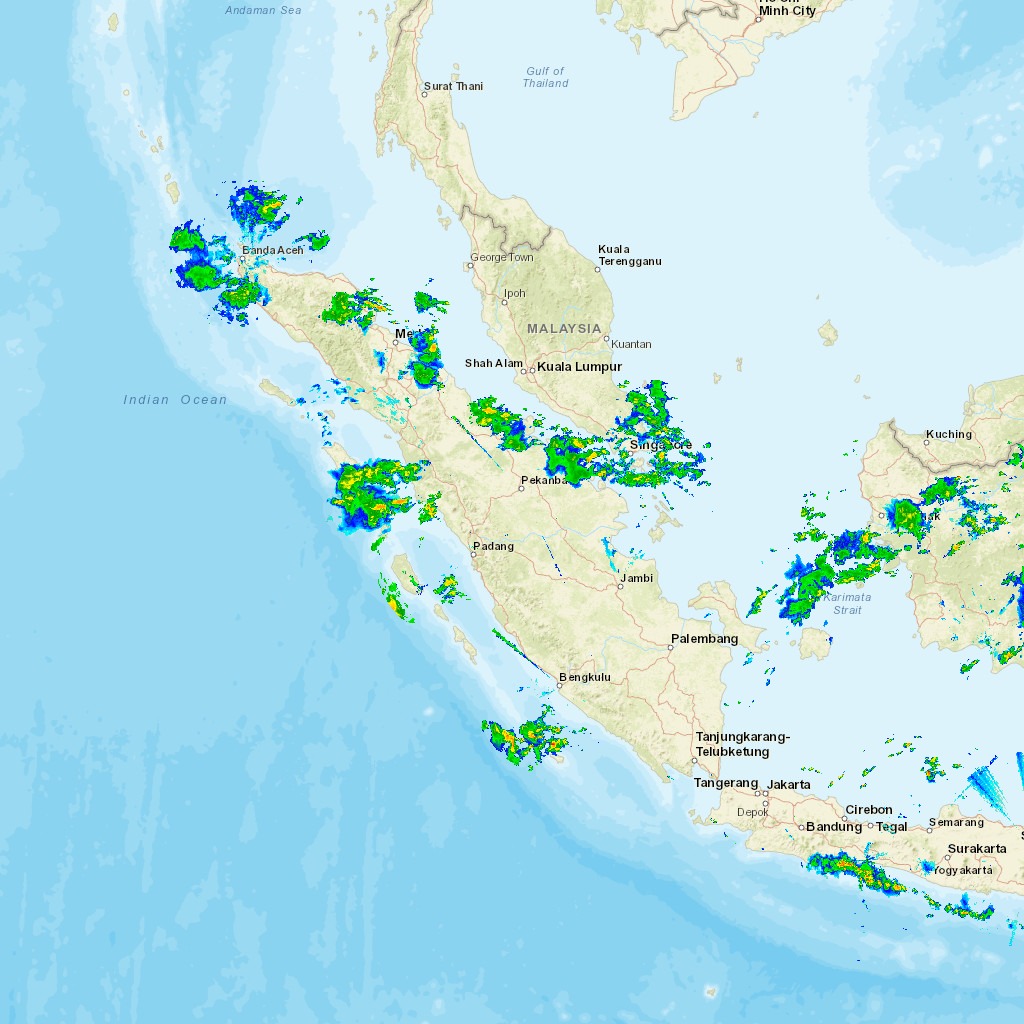 Andaman Sea
Minh City
Gulf of
Thailand
Surat Thani
Banda Aceh
George Town
Kuala
Terengganu
Ipoh
MALAYSIA
Kuantan
Shah Alam
Kuala Lumpur
Indian Ocean
Singapore
Kuching
Padang
Jambi
Karimata
Strait
Palembang
Bengkulu
Tanjungkarang-
Telubketung
Tangerang
Jakarta
Depok
Cirebon
Bandung
Tegal
Semarang
Surakarta
Yogyakarta